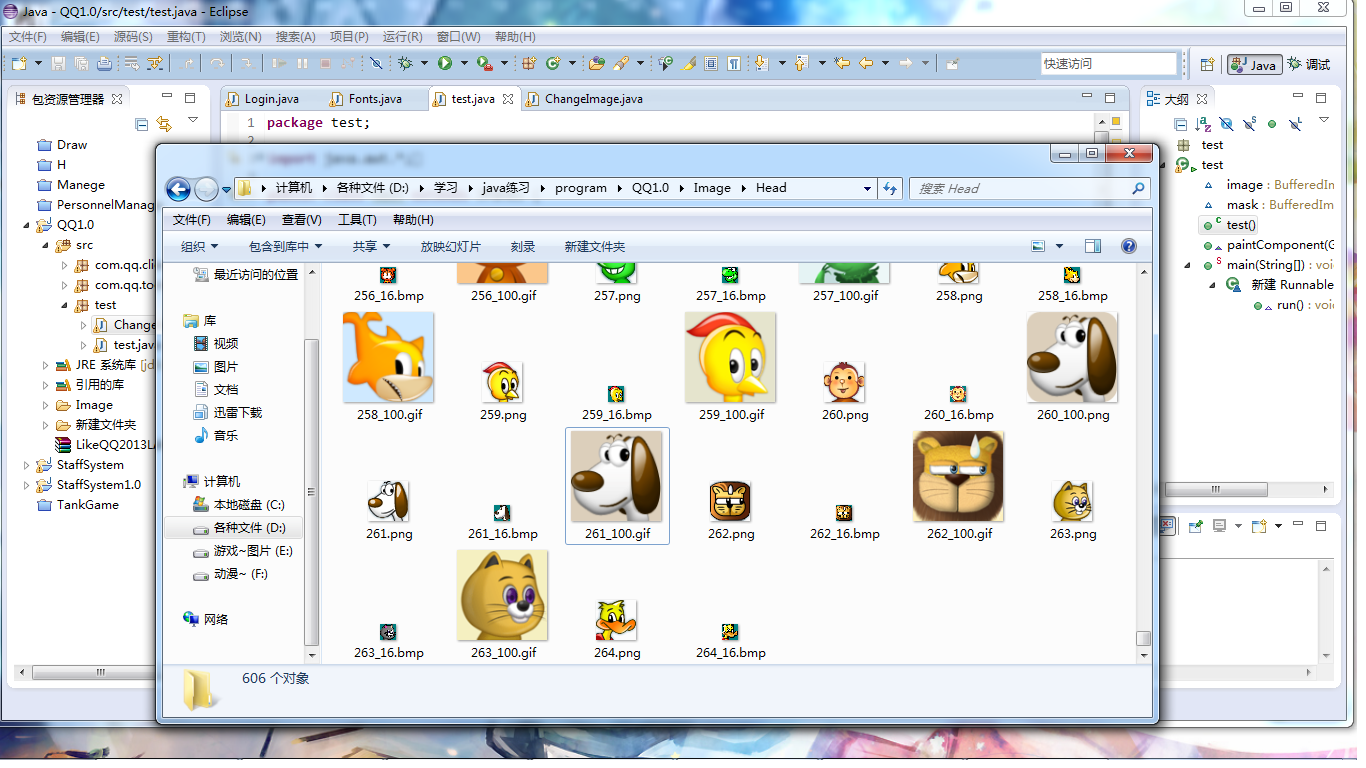 Java - QQ1.0/src/test/test.java - Eclipse
文件(F) 编辑(E) 源码(S) 重构(T) 浏览(N) 搜索(A) 项目(P) 运行(R) 窗口(W) 帮助(H)
快速访问 Java 调试
包资源管理器
Draw
H
Manege
PersonnelManag
QQ1.0
src
com.qq.cli
com.qq.to
test
Change
test.jav
JRE 系统库 [jd
引用的库
Image
新建文件夹
LikeQQ2013L
StaffSystem
StaffSystem1.0
TankGame
Login.java Fonts.java test.java ChangeImage.java
1 package test;
2
import java.awt.*;
大纲
test
test
image : BufferedIm
mask : BufferedIm
test()
paintComponent(G
main(String[]) : voi
新建 Runnable
run() : voi
计算机 各种文件 (D:) 学习 java练习 program QQ1.0 Image Head
搜索 Head
文件(F) 编辑(E) 查看(V) 工具(T) 帮助(H)
组织 包含到库中 共享 放映幻灯片 刻录 新建文件夹
最近访问的位置
库
视频
图片
文档
迅雷下载
音乐
计算机
本地磁盘 (C:)
各种文件 (D:)
游戏~图片 (E:)
动漫~ (F:)
网络
256_16.bmp 256_100.gif 257.png 257_16.bmp 257_100.gif 258.png 258_16.bmp
258_100.gif 259.png 259_16.bmp 259_100.gif 260.png 260_16.bmp 260_100.png
261.png 261_16.bmp 261_100.gif 262.png 262_16.bmp 262_100.gif 263.png
263_16.bmp 263_100.gif 264.png 264_16.bmp
606 个对象